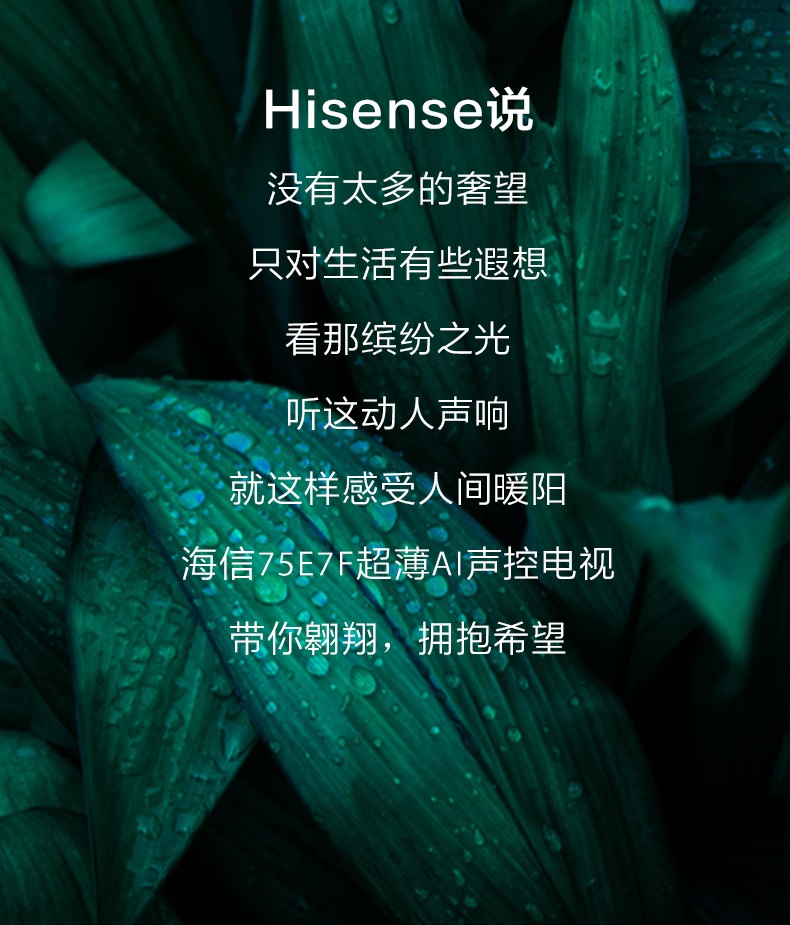 Hisense说
没有太多的奢望
只对生活有些遐想
看那缤纷之光
听这动人声响
就这样感受人间暖阳
海信75E7F超薄AI声控电视
带你翱翔，拥抱希望